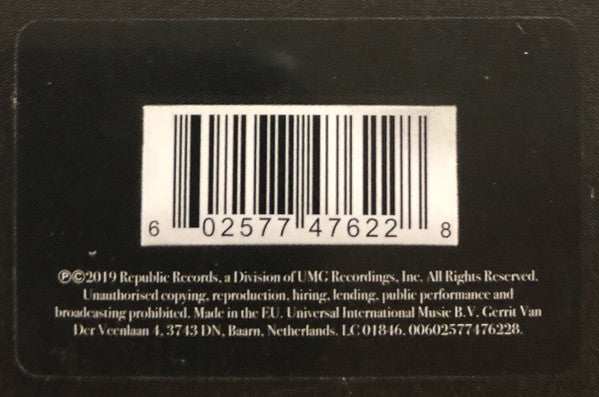 6 02577 47622 8
℗©2019 Republic Records, a Division of UMG Recordings, Inc. All Rights Reserved.
Unauthorised copying, reproduction, hiring, lending, public performance and
broadcasting prohibited. Made in the EU. Universal International Music B.V. Gerrit Van
Der Veenlaan 4, 3743 DN, Baarn, Netherlands. LC 01846. 00602577476228.